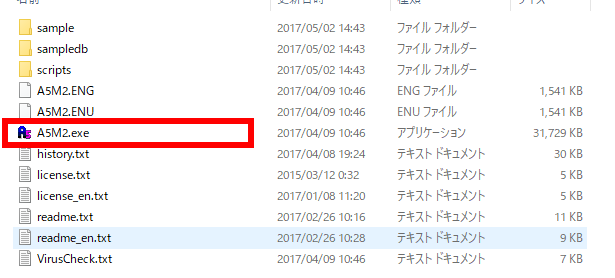 sample 2017/05/02 14:43 ファイル フォルダー
sampledb 2017/05/02 14:43 ファイル フォルダー
scripts 2017/05/02 14:43 ファイル フォルダー
A5M2.ENG 2017/04/09 10:46 ENG ファイル 1,541 KB
A5M2.ENU 2017/04/09 10:46 ENU ファイル 1,541 KB
A5M2.exe 2017/04/09 10:46 アプリケーション 31,729 KB
history.txt 2017/04/08 19:24 テキスト ドキュメント 30 KB
license.txt 2015/03/12 0:32 テキスト ドキュメント 5 KB
license_en.txt 2017/01/08 11:20 テキスト ドキュメント 5 KB
readme.txt 2017/02/26 10:16 テキスト ドキュメント 11 KB
readme_en.txt 2017/02/26 10:28 テキスト ドキュメント 9 KB
VirusCheck.txt 2017/04/09 10:46 テキスト ドキュメント 7 KB